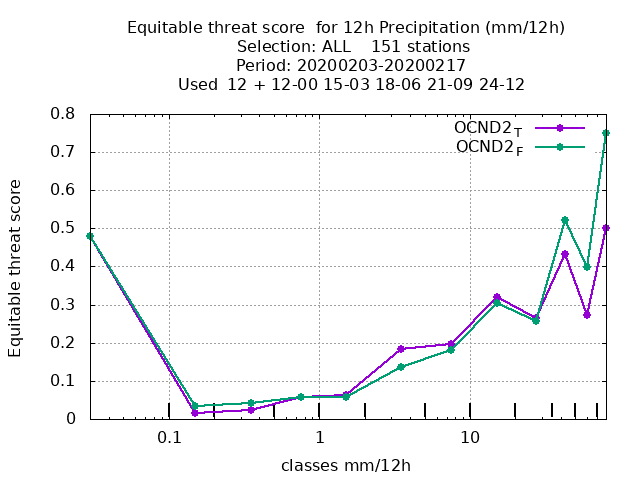 Equitable threat score  for 12h Precipitation (mm/12h)
Selection: ALL    151 stations
Period: 20200203-20200217
Used  12 + 12-00 15-03 18-06 21-09 24-12
OCND2_T
OCND2_F
Equitable threat score
0.8
0.7
0.6
0.5
0.4
0.3
0.2
0.1
0
0.1 1 10
classes mm/12h